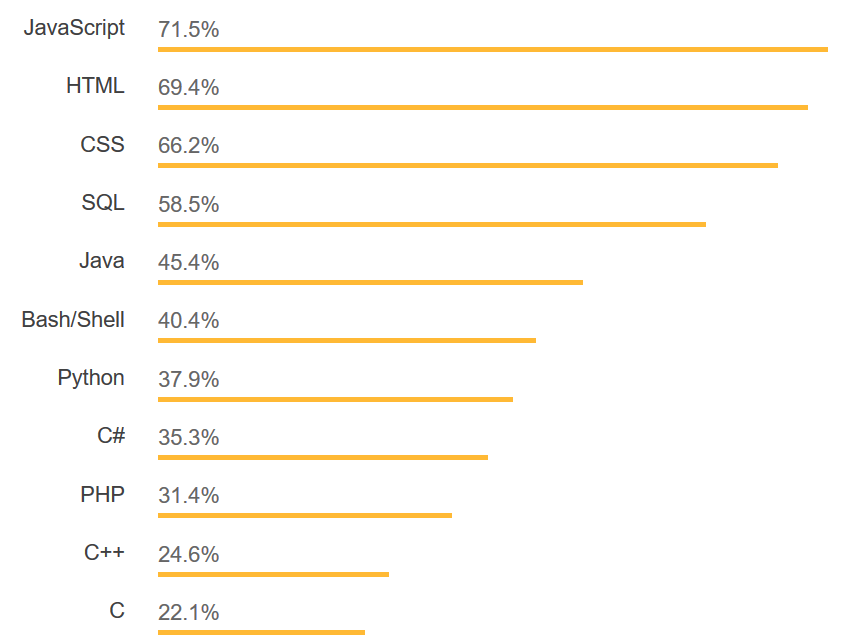 JavaScript 71.5%
HTML 69.4%
CSS 66.2%
SQL 58.5%
Java 45.4%
Bash/Shell 40.4%
Python 37.9%
C# 35.3%
PHP 31.4%
C++ 24.6%
C 22.1%